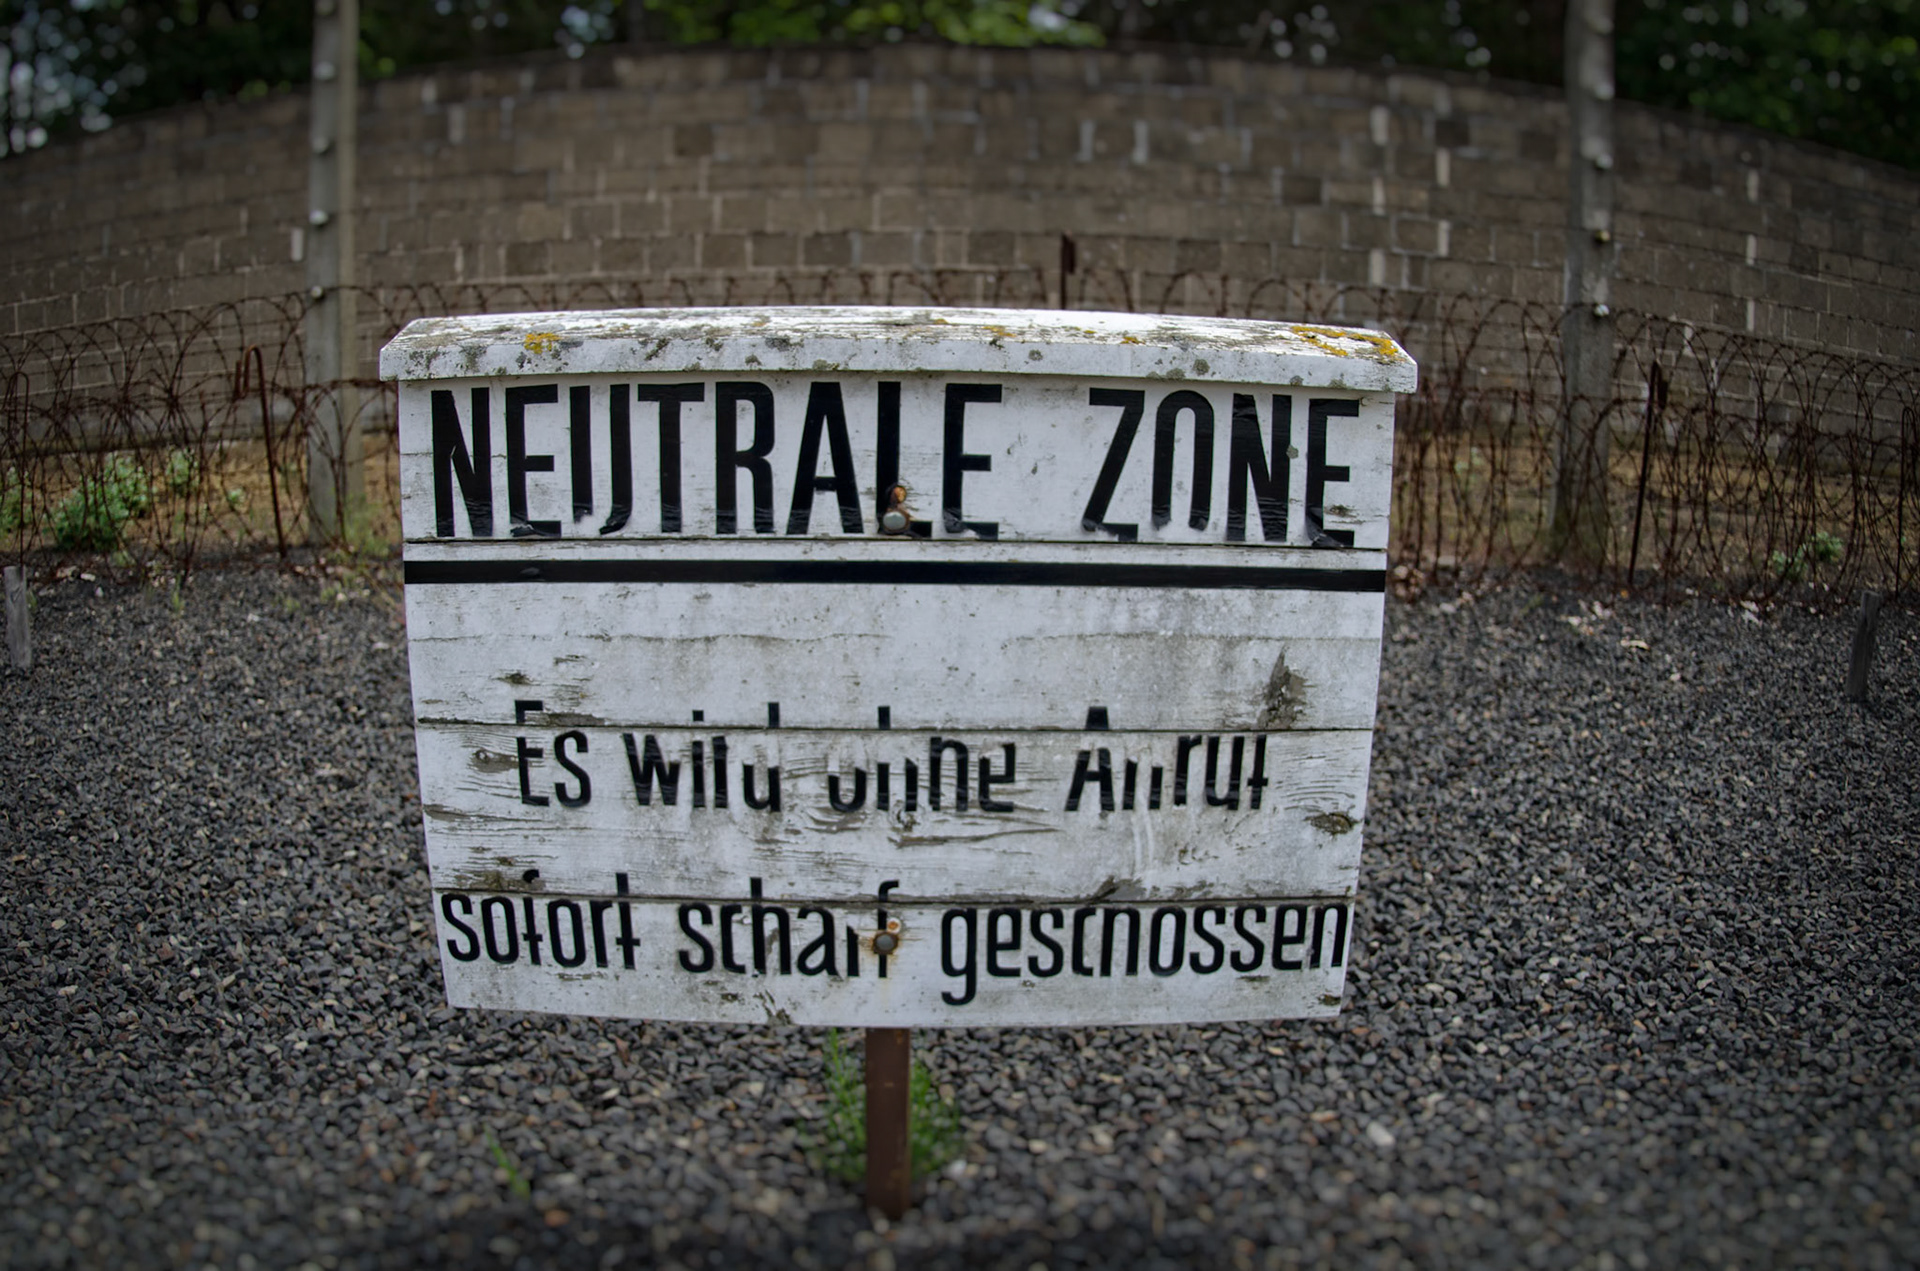 NEUTRALE ZONE
Es wird ohne Anruf
sofort scharf geschossen